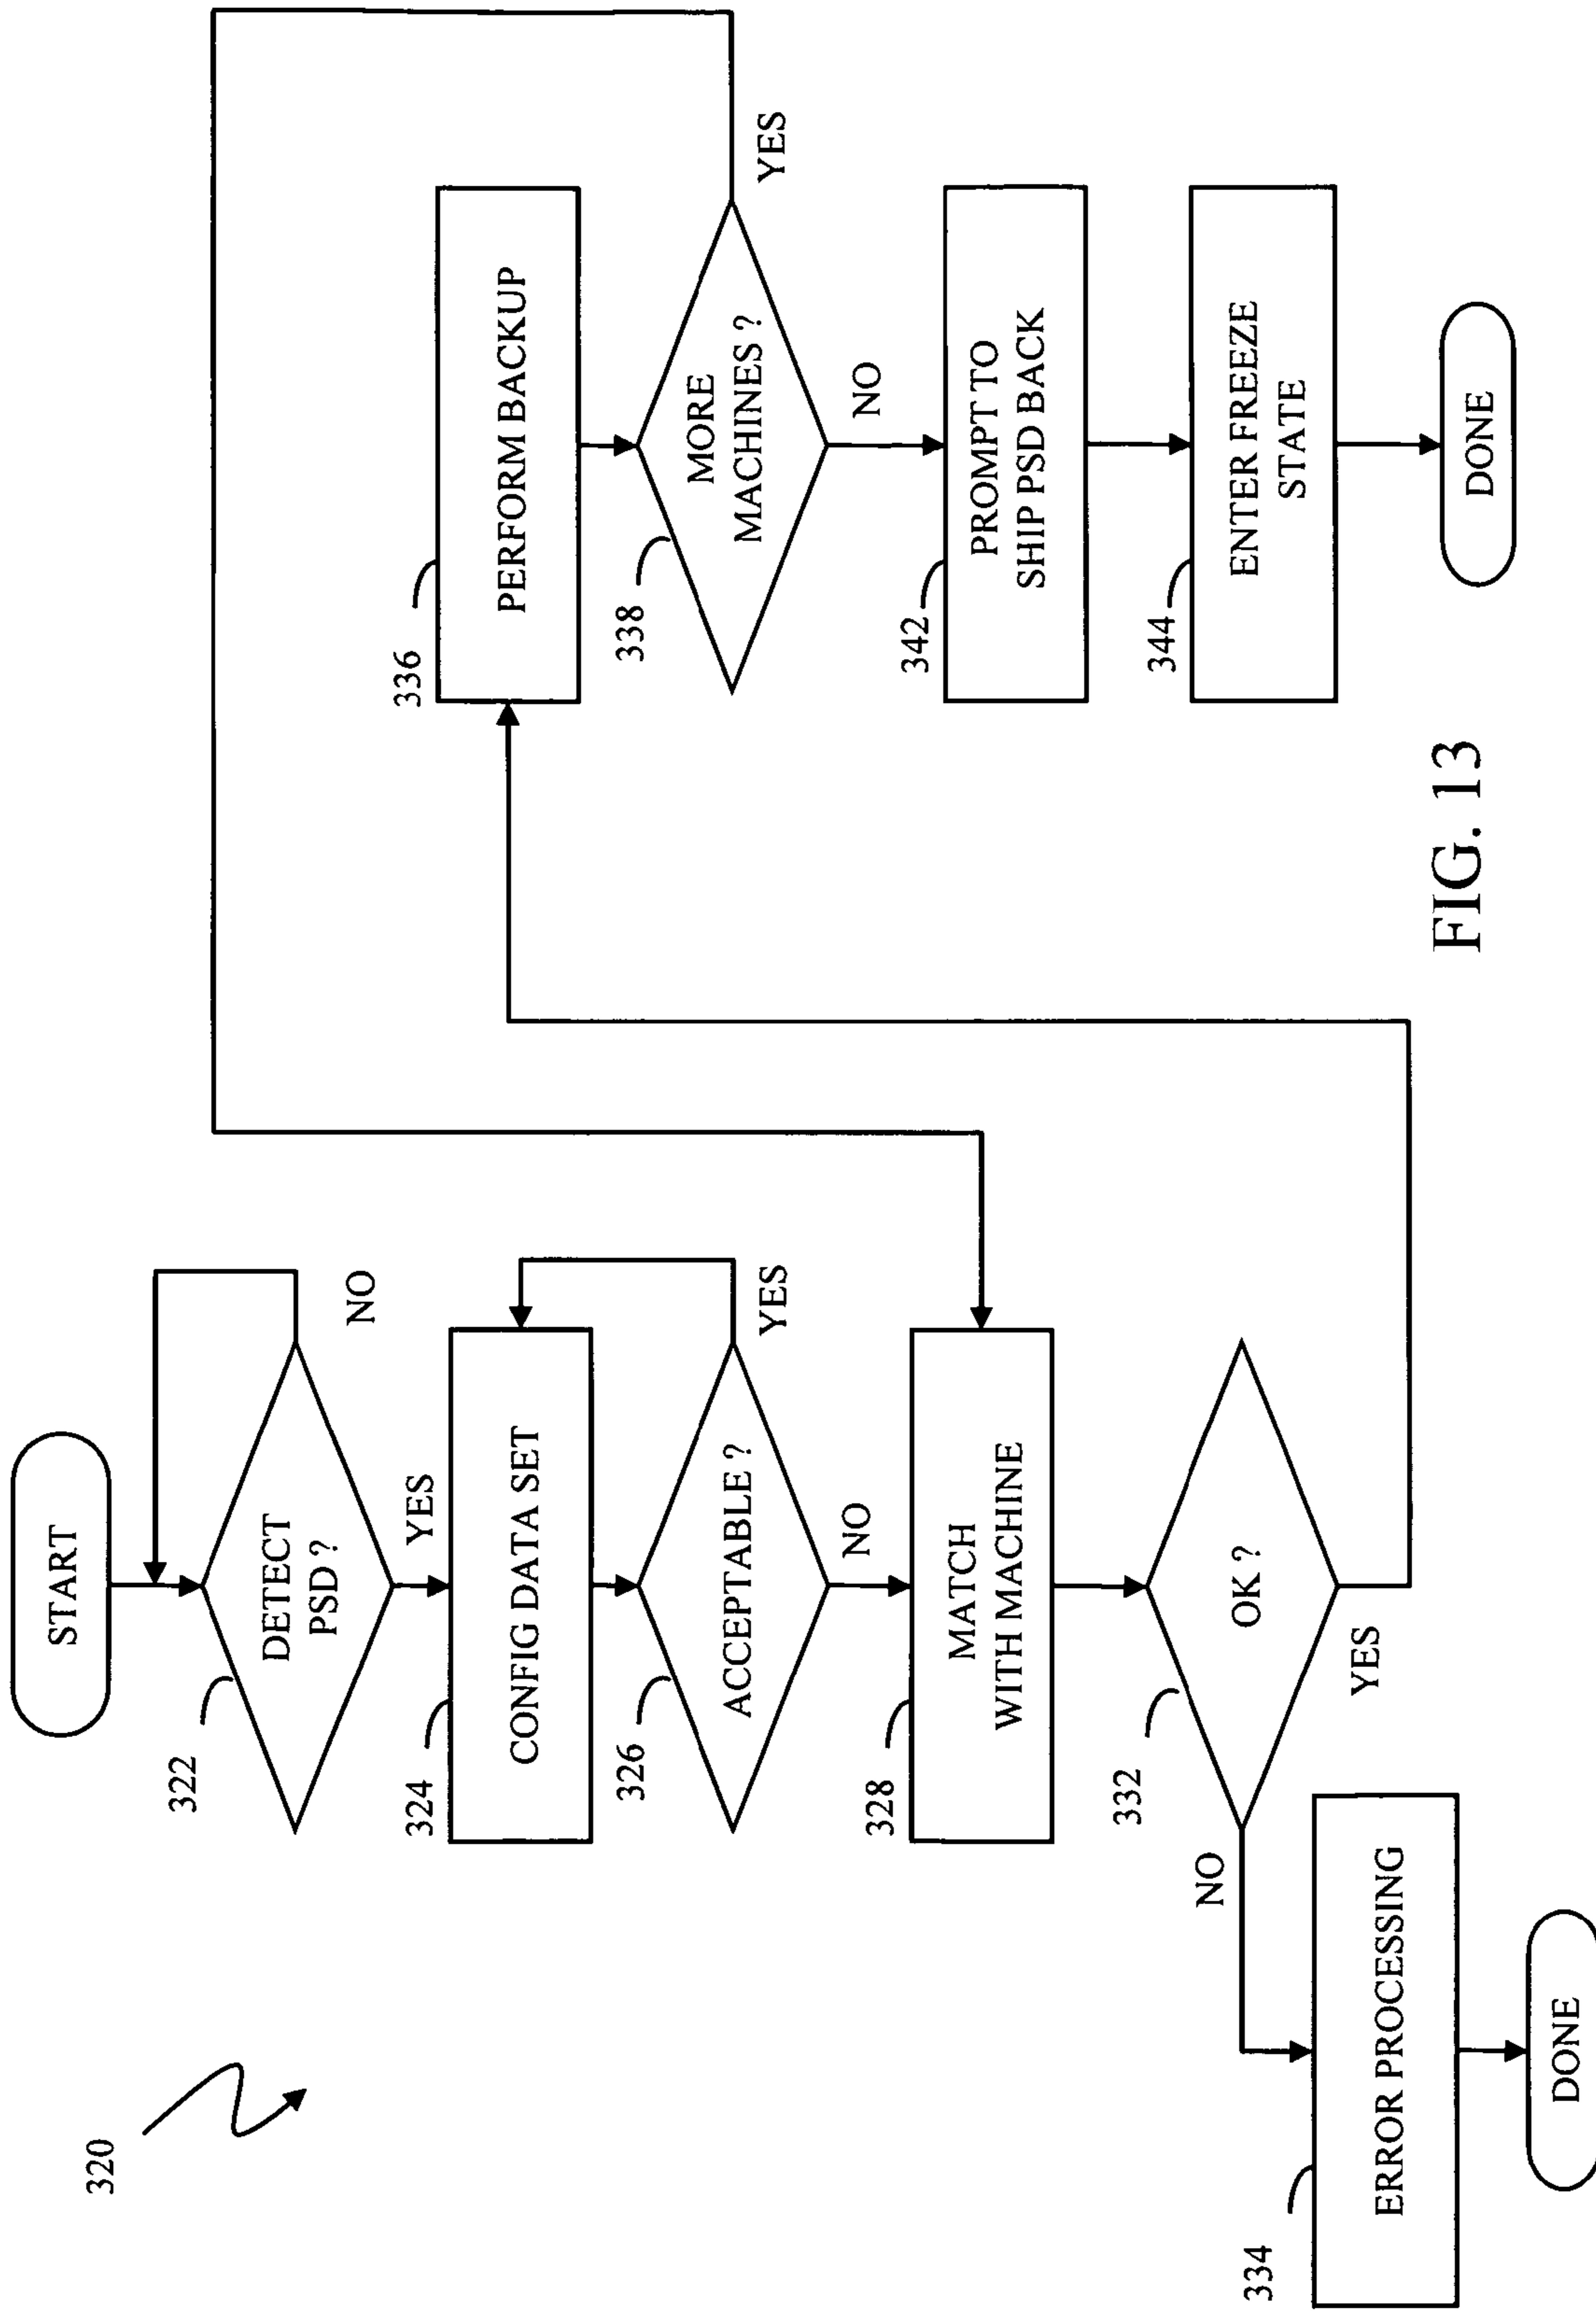 320
START
322
DETECT
PSD ?
NO
YES
324
CONFIG DATA SET
326
ACCEPTABLE ?
YES
NO
328
MATCH
WITH MACHINE
332
OK ?
NO
YES
334
ERROR PROCESSING
DONE
336
PERFORM BACKUP
338
MORE
MACHINES ?
YES
NO
342
PROMPT TO
SHIP PSD BACK
344
ENTER FREEZE
STATE
DONE
FIG. 13